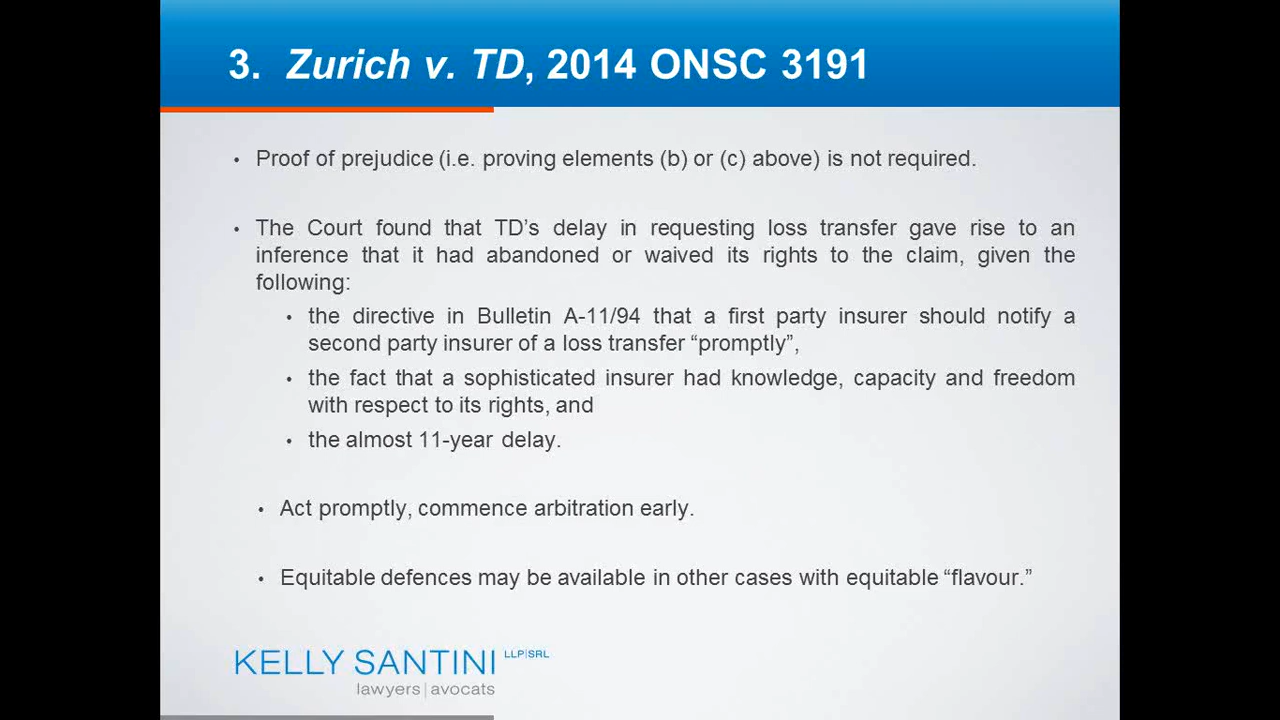 3. Zurich v. TD, 2014 ONSC 3191
• Proof of prejudice (i.e. proving elements (b) or (c) above) is not required.
• The Court found that TD’s delay in requesting loss transfer gave rise to an
inference that it had abandoned or waived its rights to the claim, given the
following:
• the directive in Bulletin A-11/94 that a first party insurer should notify a
second party insurer of a loss transfer “promptly”,
• the fact that a sophisticated insurer had knowledge, capacity and freedom
with respect to its rights, and
• the almost 11-year delay.
• Act promptly, commence arbitration early.
• Equitable defences may be available in other cases with equitable “flavour.”
KELLY SANTINI LLP|SRL
lawyers|avocats